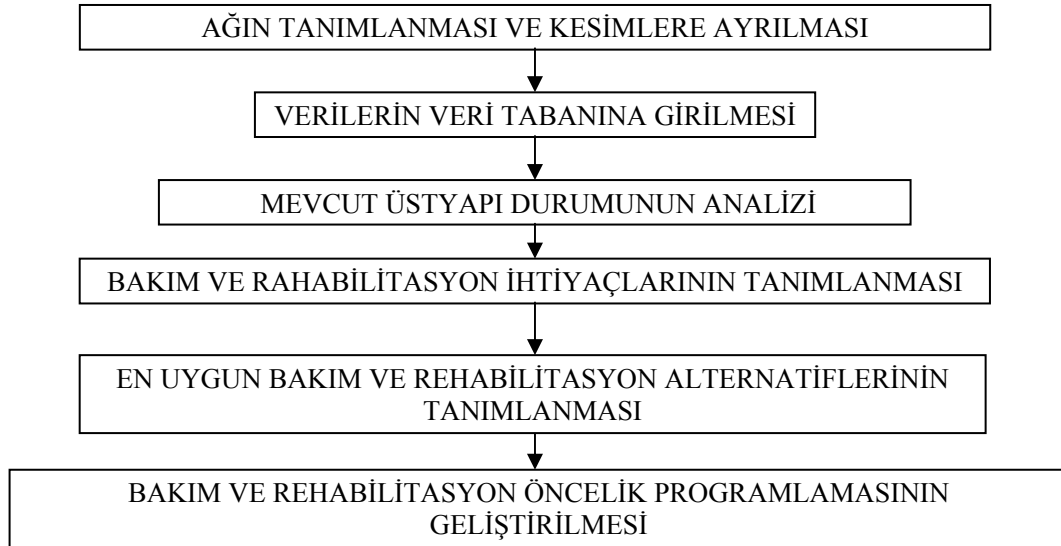 AĞIN TANIMLANMASI VE KESİMLERE AYRILMASI
VERİLERİN VERİ TABANINA GİRİLMESİ
MEVCUT ÜSTYAPI DURUMUNUN ANALİZİ
BAKIM VE RAHABİLİTASYON İHTİYAÇLARININ TANIMLANMASI
EN UYGUN BAKIM VE REHABİLİTASYON ALTERNATİFLERİNİN
TANIMLANMASI
BAKIM VE REHABİLİTASYON ÖNCELİK PROGRAMLAMASININ
GELİŞTİRİLMESİ